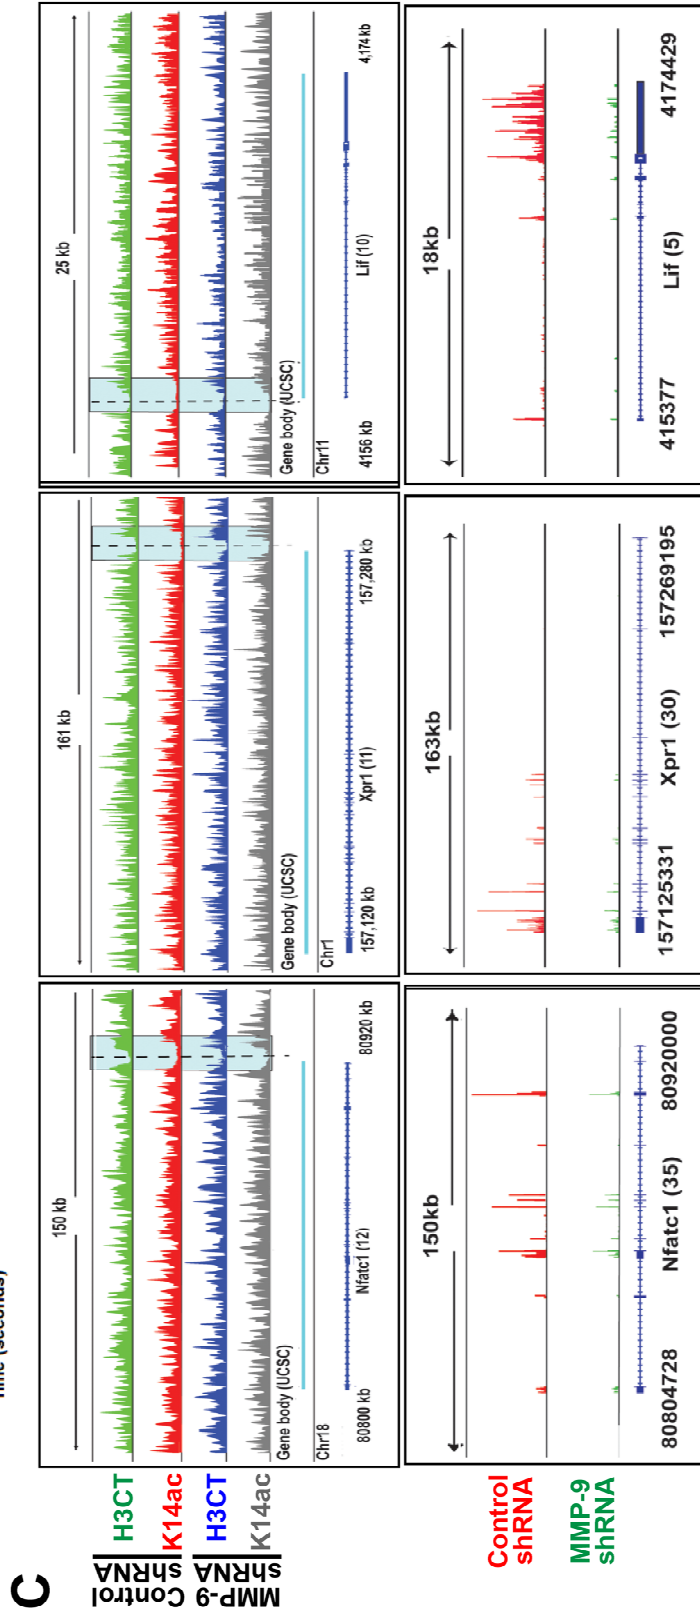 Time (seconds)
C
Control
shRNA
MMP-9
shRNA
H3CT
K14ac
H3CT
K14ac
150 kb
Gene body (UCSC)
Chr18
80800 kb
Nfatc1 (12)
80920 kb
161 kb
Gene body (UCSC)
Chr1
157,120 kb
Xpr1 (11)
157,280 kb
25 kb
Gene body (UCSC)
Chr11
4156 kb
Lif (10)
4,174 kb
Control
shRNA
MMP-9
shRNA
150kb
80804728
Nfatc1 (35)
80920000
163kb
157125331
Xpr1 (30)
157269195
18kb
415377
Lif (5)
4174429